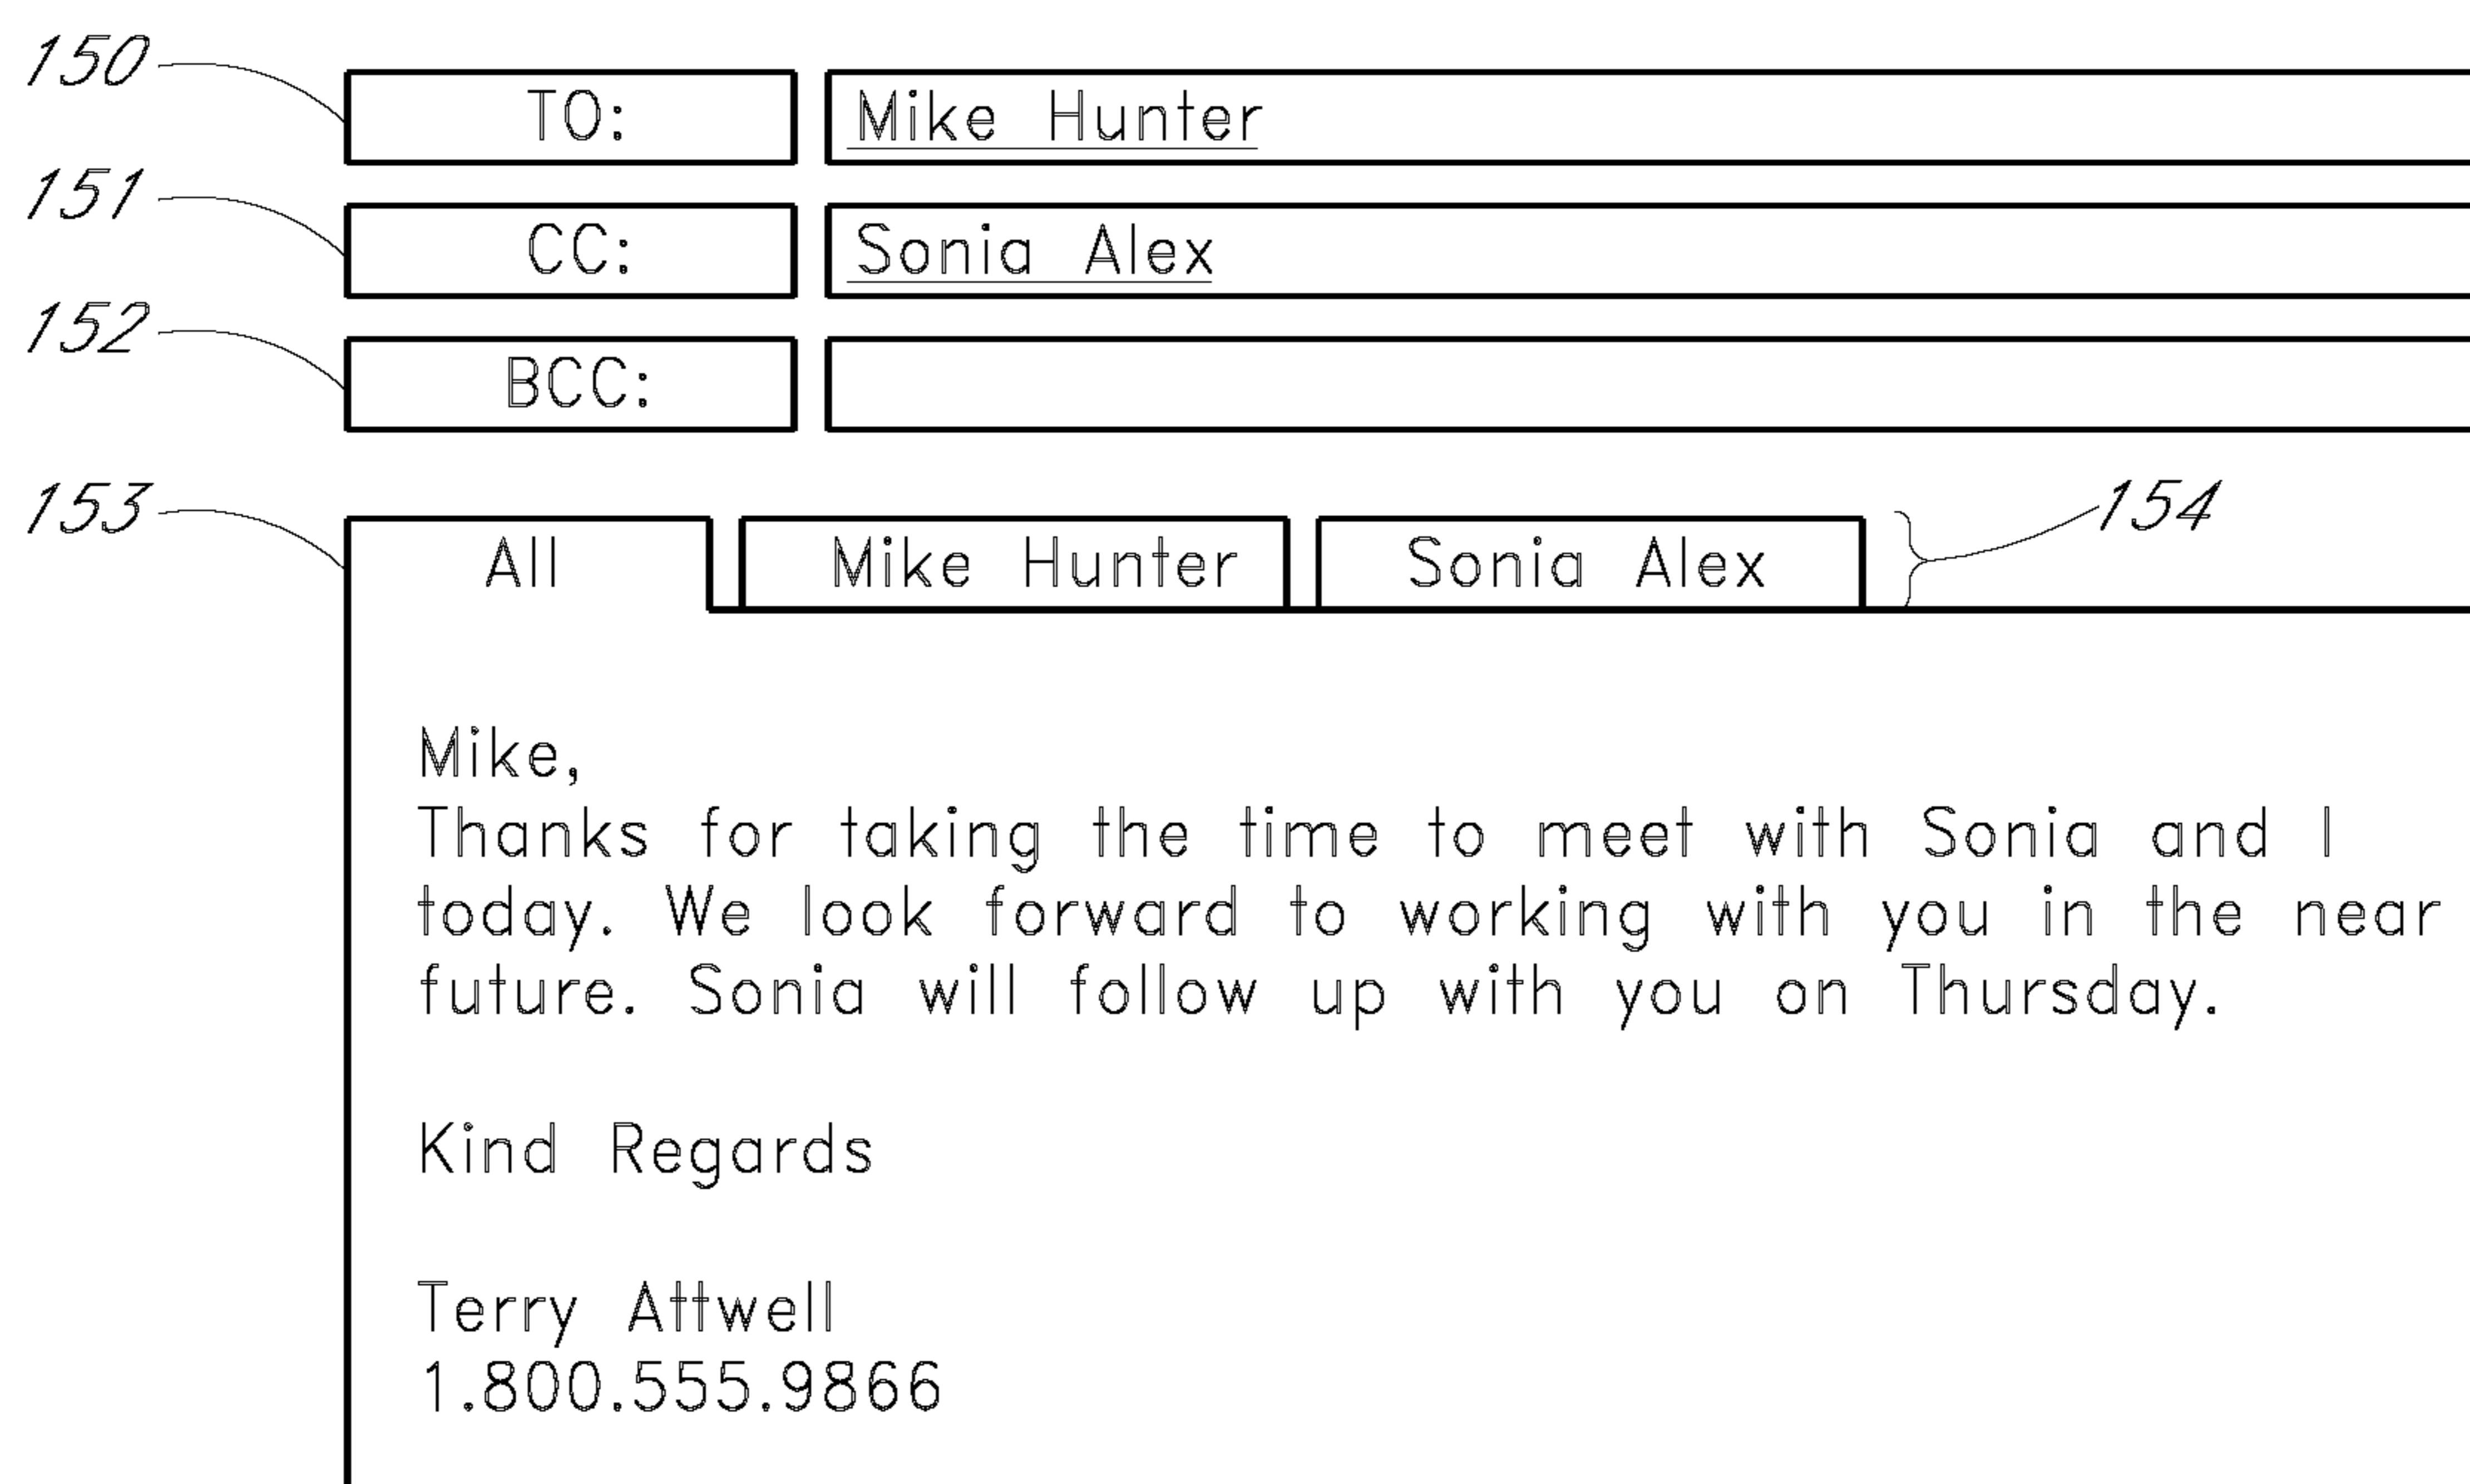 150 TO: Mike Hunter
151 CC: Sonia Alex
152 BCC:
153 All Mike Hunter Sonia Alex 154
Mike,
Thanks for taking the time to meet with Sonia and I
today. We look forward to working with you in the near
future. Sonia will follow up with you on Thursday.
Kind Regards
Terry Attwell
1.800.555.9866